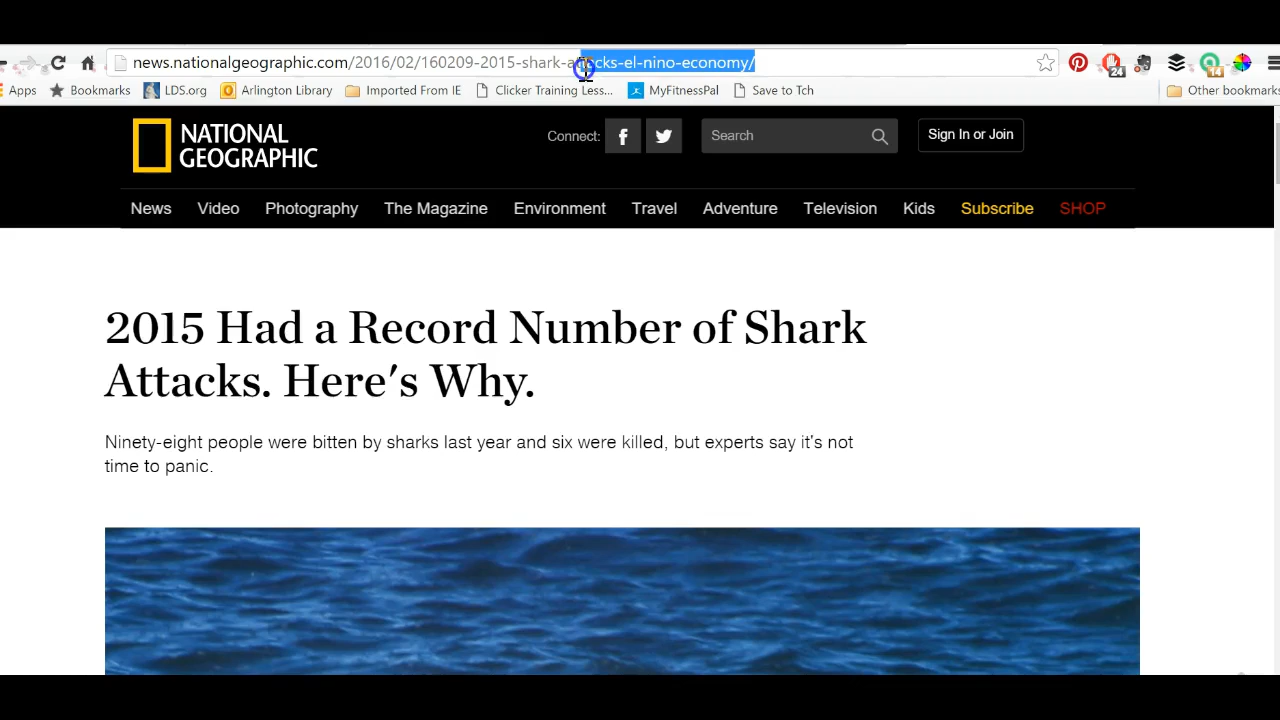 news.nationalgeographic.com/2016/02/160209-2015-shark-attacks-el-nino-economy/
24
14
Apps Bookmarks LDS.org Arlington Library Imported From IE Clicker Training Less... MyFitnessPal Save to Tch Other bookmarks
NATIONAL
GEOGRAPHIC
Connect: Search Sign In or Join
News Video Photography The Magazine Environment Travel Adventure Television Kids Subscribe SHOP
2015 Had a Record Number of Shark
Attacks. Here's Why.
Ninety-eight people were bitten by sharks last year and six were killed, but experts say it's not
time to panic.